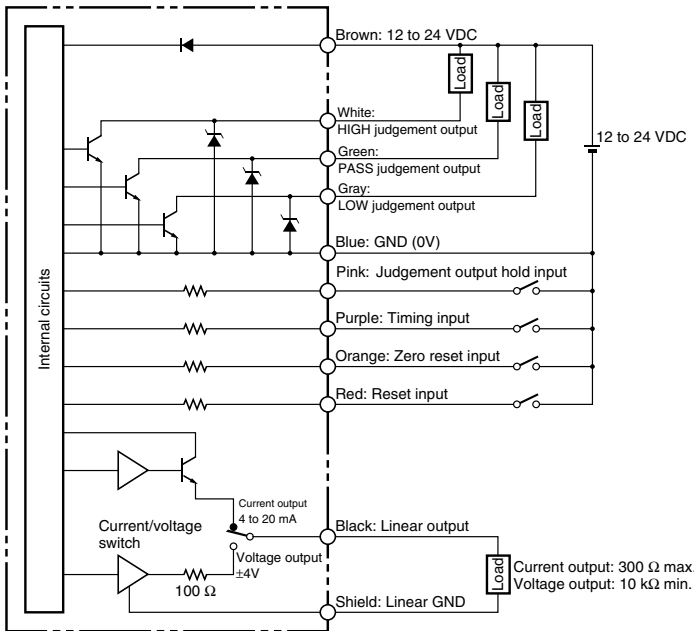 Brown: 12 to 24 VDC
Load
Load
Load
White:
HIGH judgement output
12 to 24 VDC
Green:
PASS judgement output
Gray:
LOW judgement output
Blue: GND (0V)
Pink: Judgement output hold input
Purple: Timing input
Internal circuits
Orange: Zero reset input
Red: Reset input
Current output
4 to 20 mA
Current/voltage
switch
Black: Linear output
Voltage output
±4V
100 Ω
Load
Current output: 300 Ω max.
Voltage output: 10 kΩ min.
Shield: Linear GND